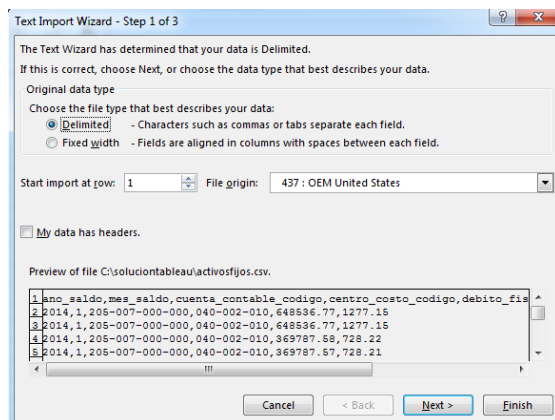 Text Import Wizard - Step 1 of 3
The Text Wizard has determined that your data is Delimited.
If this is correct, choose Next, or choose the data type that best describes your data.
Original data type
Choose the file type that best describes your data:
Delimited - Characters such as commas or tabs separate each field.
Fixed width - Fields are aligned in columns with spaces between each field.
Start import at row: 1 File origin: 437 : OEM United States
My data has headers.
Preview of file C:\soluciontableau\activosfijos.csv.
1 ano_saldo,mes_saldo,cuenta_contable_codigo,centro_costo_codigo,debito_fis
2 2014,1,205-007-000-000,040-002-010,648536.77,1277.15
3 2014,1,205-007-000-000,040-002-010,648536.77,1277.15
4 2014,1,205-007-000-000,040-002-010,369787.58,728.22
5 2014,1,205-007-000-000,040-002-010,369787.57,728.21
Cancel < Back Next > Finish